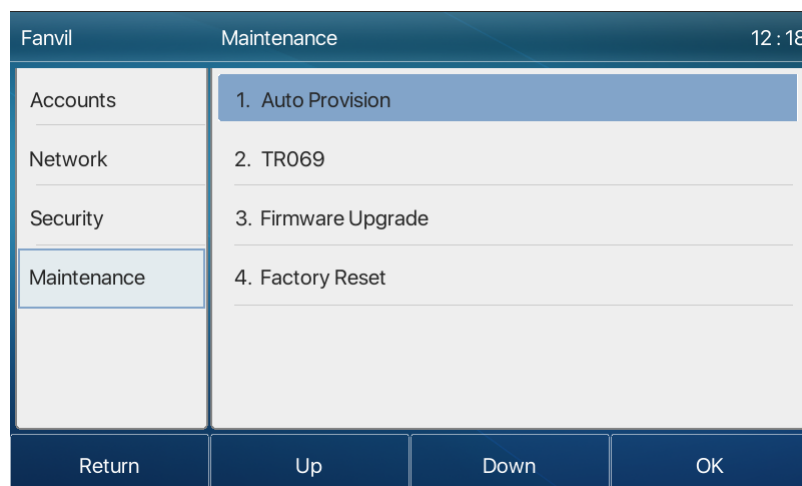 Fanvil Maintenance 12:18
Accounts
Network
Security
Maintenance
1. Auto Provision
2. TR069
3. Firmware Upgrade
4. Factory Reset
Return Up Down OK